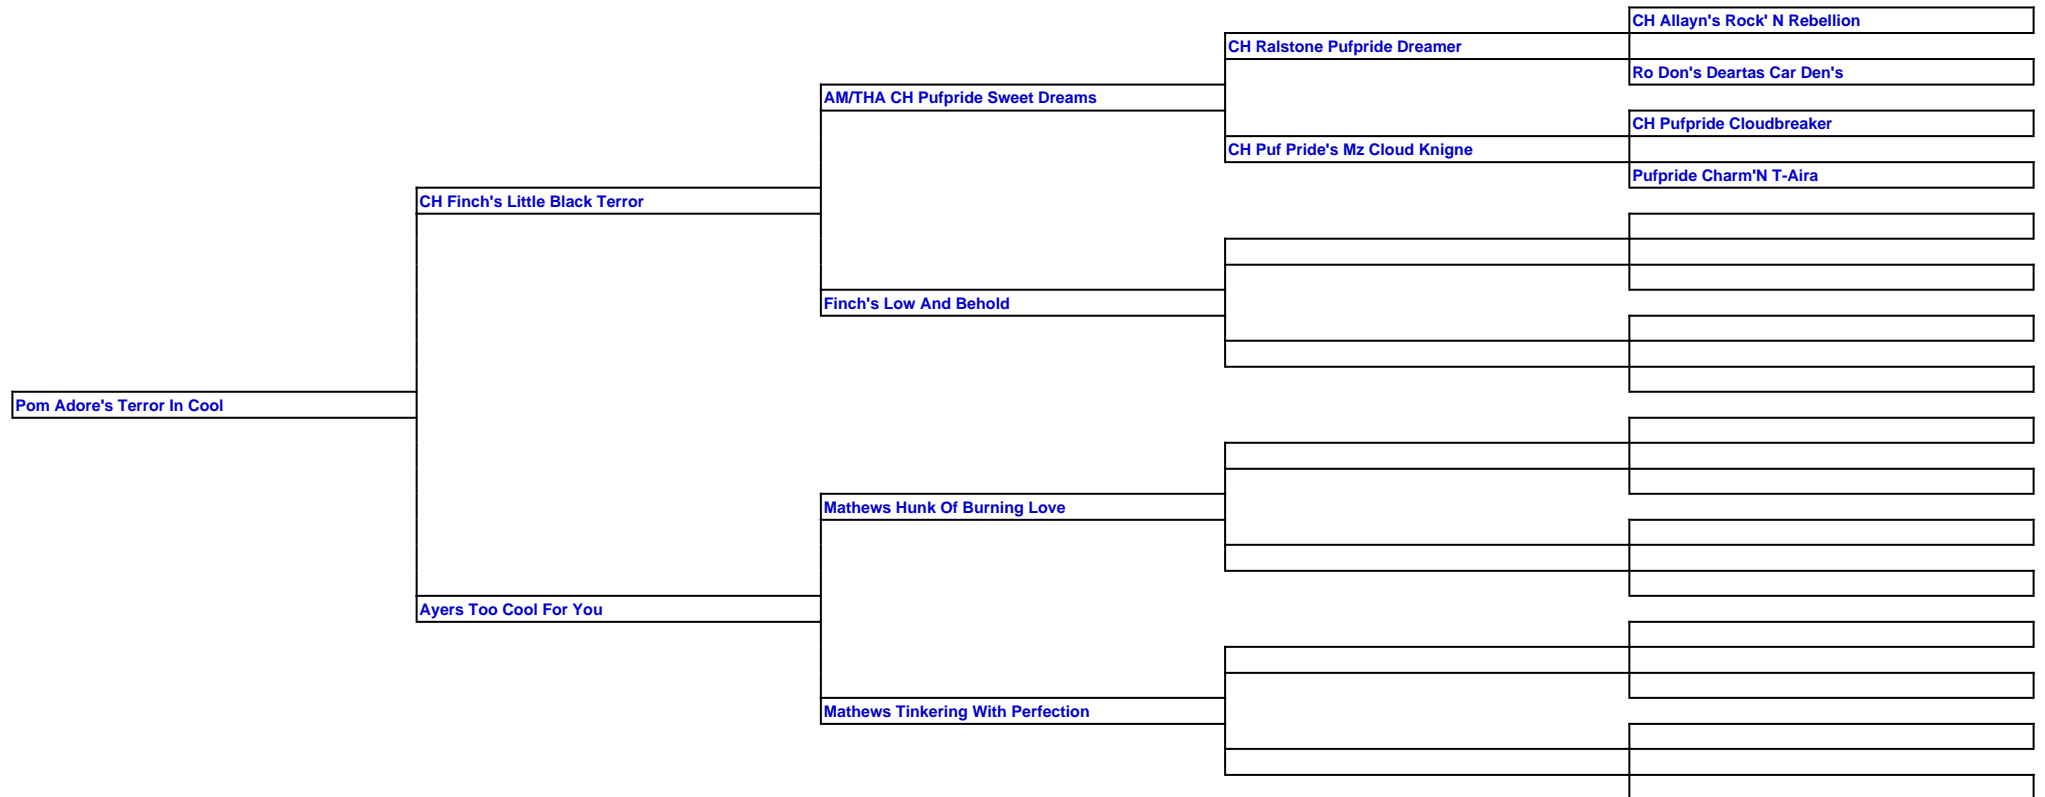 CH Allayn's Rock' N Rebellion
CH Ralstone Pufpride Dreamer
Ro Don's Deartas Car Den's
AM/THA CH Pufpride Sweet Dreams
CH Pufpride Cloudbreaker
CH Puf Pride's Mz Cloud Knigne
Pufpride Charm'N T-Aira
CH Finch's Little Black Terror
Finch's Low And Behold
Pom Adore's Terror In Cool
Mathews Hunk Of Burning Love
Ayers Too Cool For You
Mathews Tinkering With Perfection